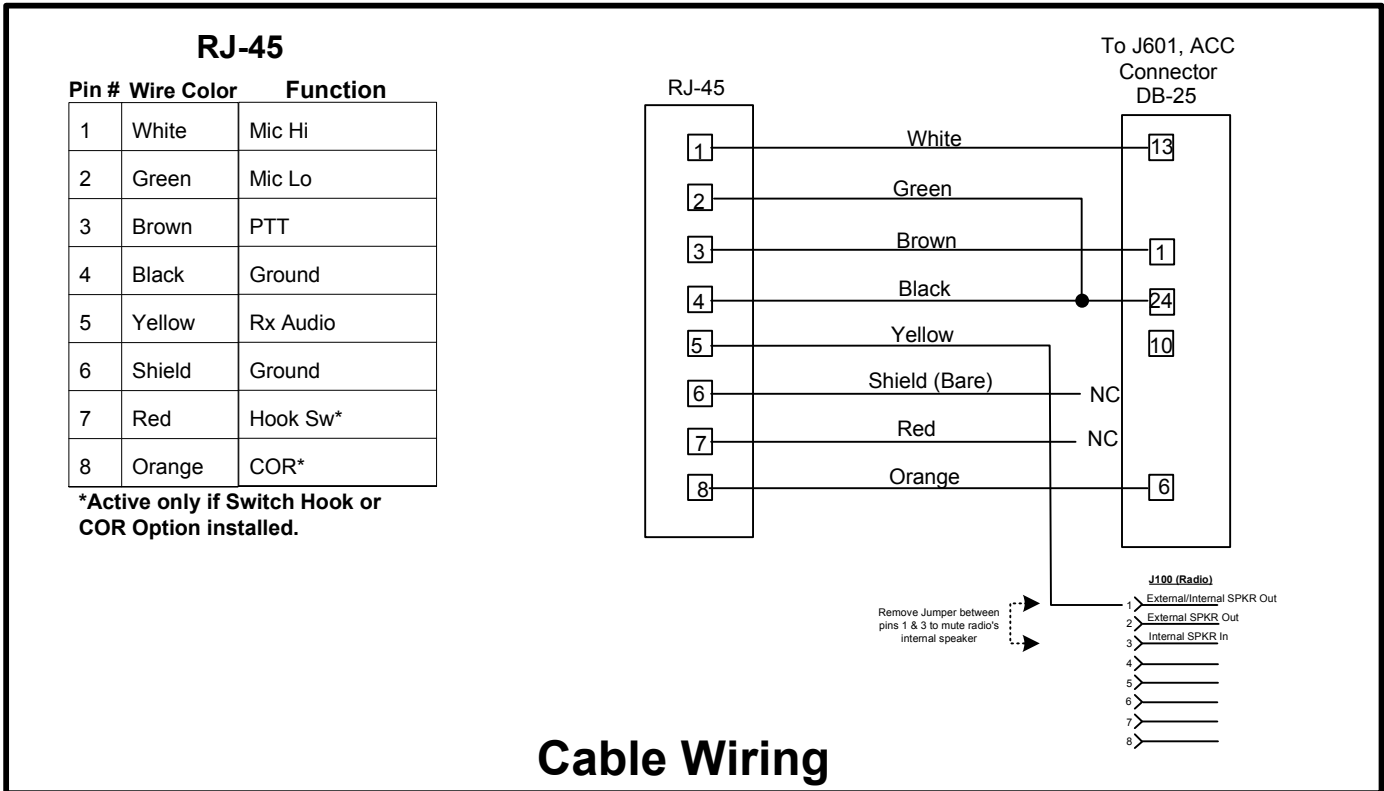 RJ-45
Pin # Wire Color Function
1 White Mic Hi
2 Green Mic Lo
3 Brown PTT
4 Black Ground
5 Yellow Rx Audio
6 Shield Ground
7 Red Hook Sw*
8 Orange COR*
*Active only if Switch Hook or
COR Option installed.
RJ-45
To J601, ACC
Connector
DB-25
1 White 13
2 Green
3 Brown 1
4 Black 24
5 Yellow 10
6 Shield (Bare) NC
7 Red NC
8 Orange 6
Remove Jumper between
pins 1 & 3 to mute radio's
internal speaker
J100 (Radio)
1 External/Internal SPKR Out
2 External SPKR Out
3 Internal SPKR In
4
5
6
7
8
Cable Wiring